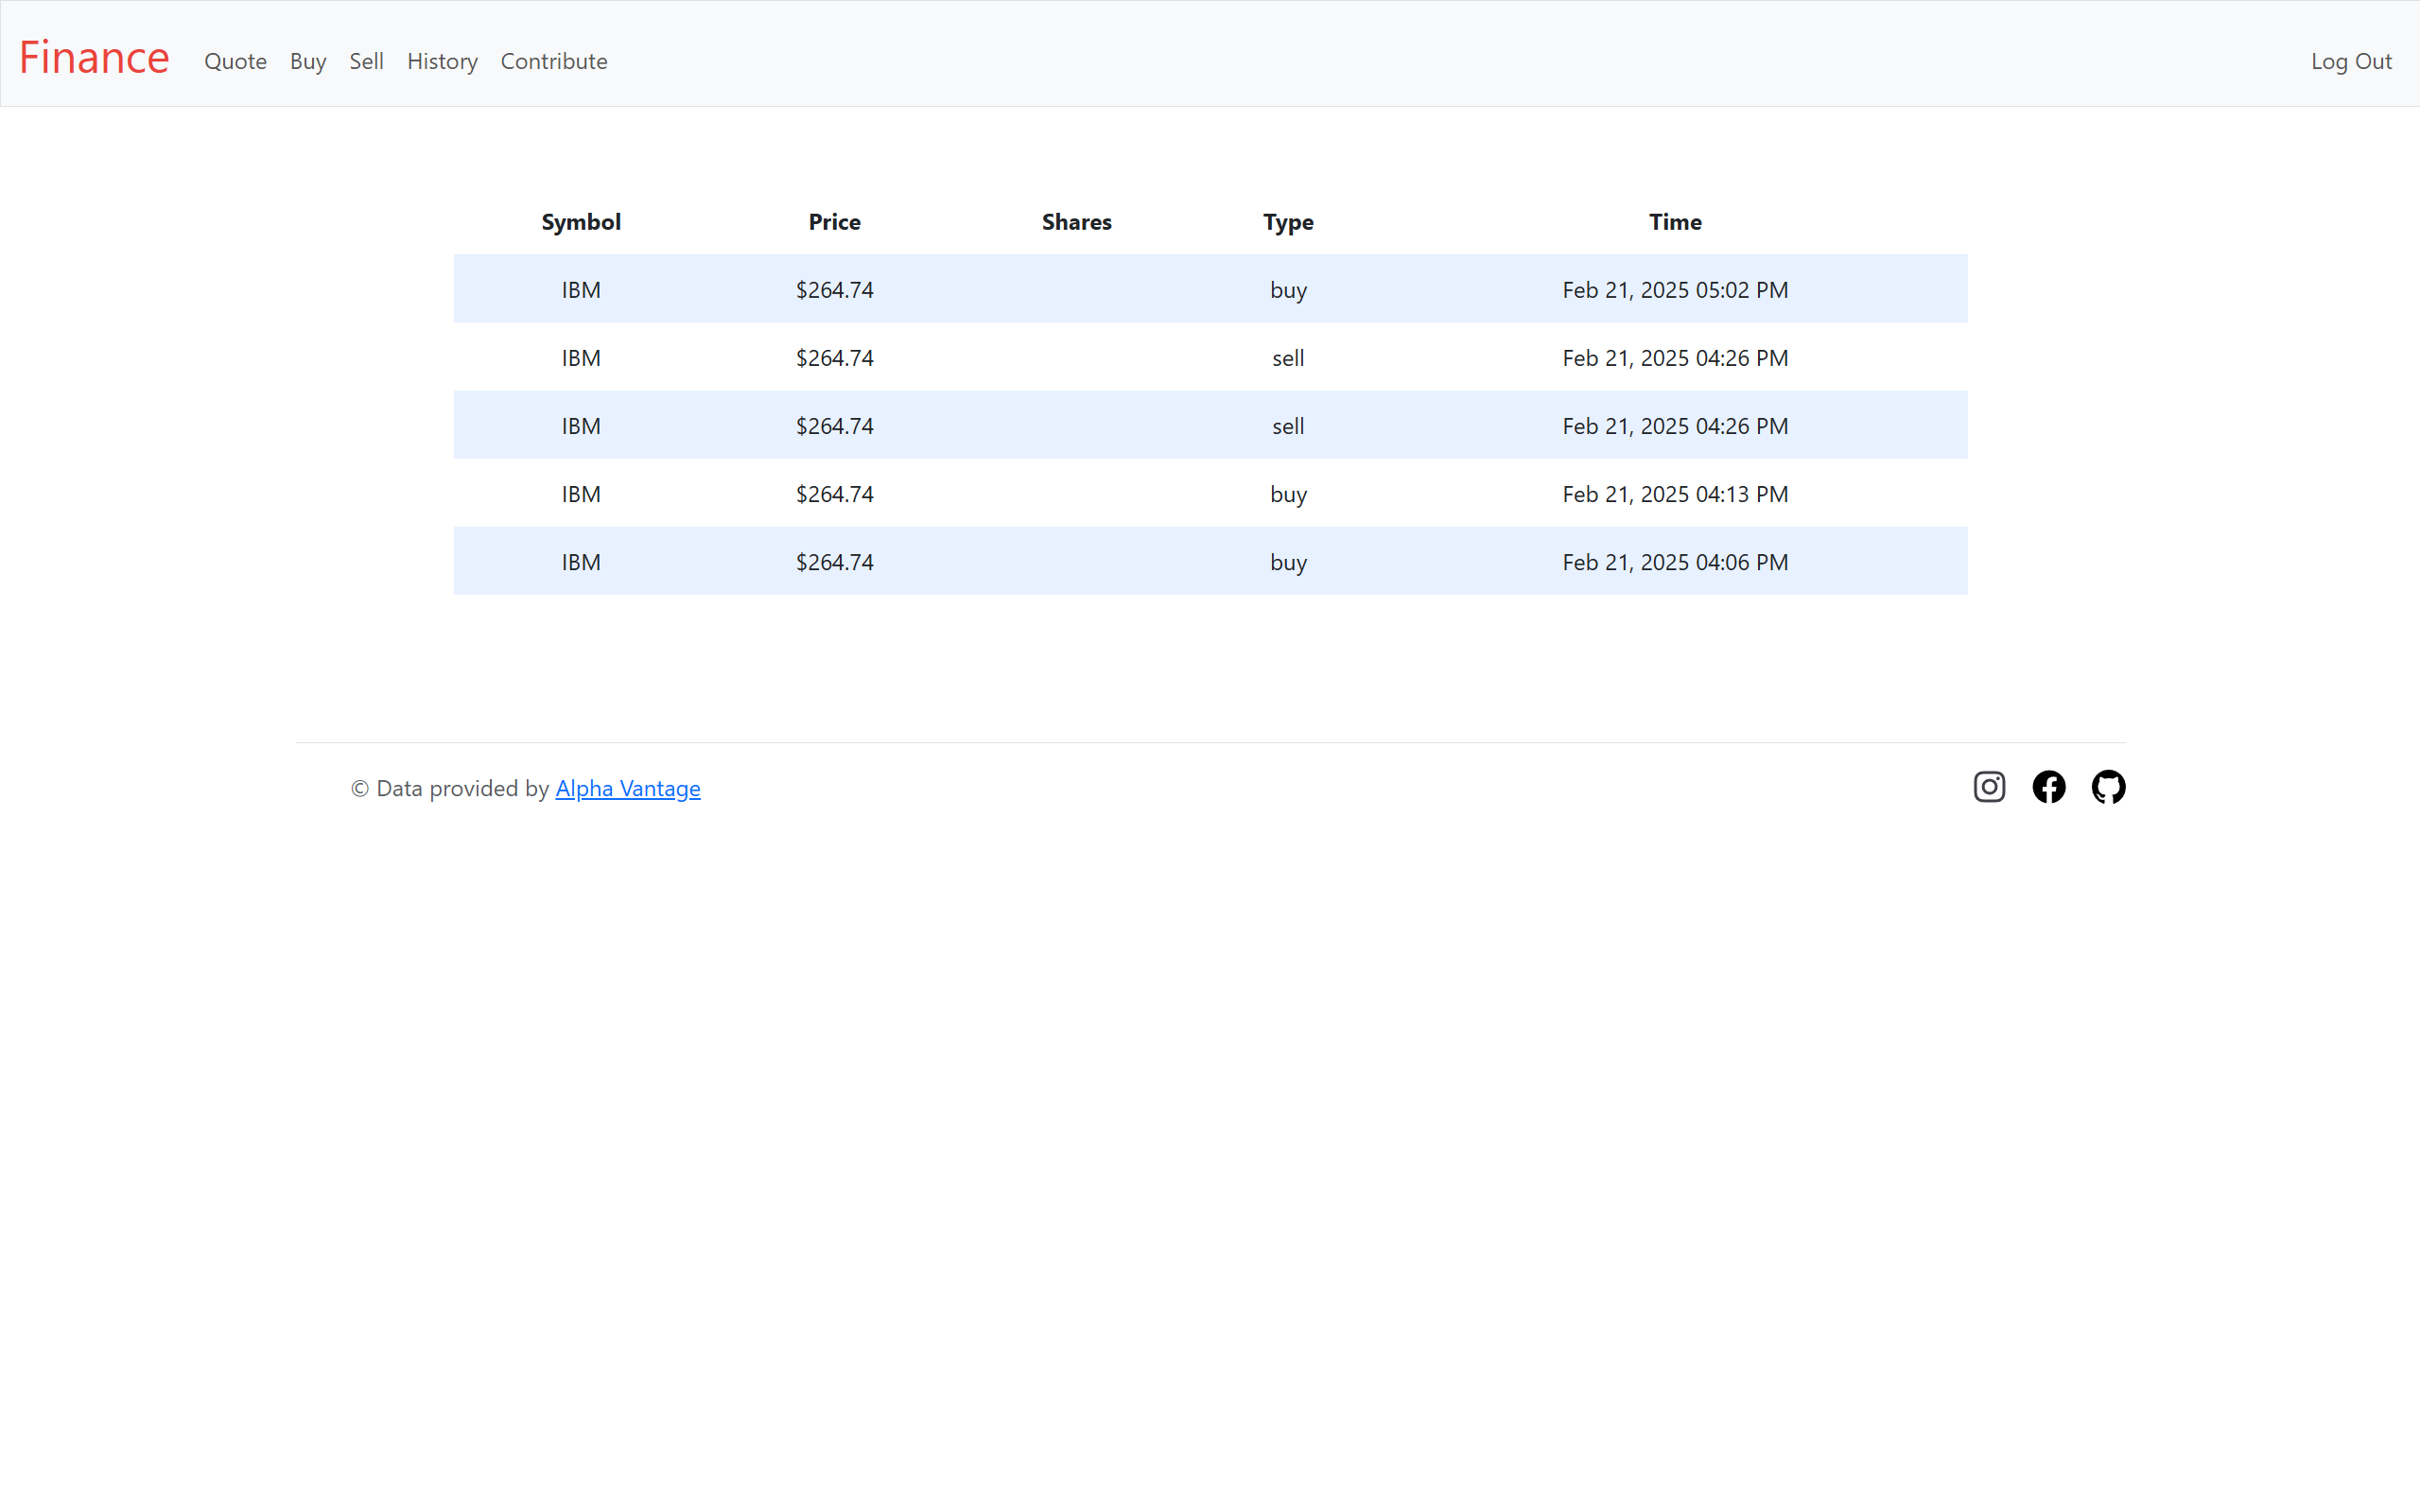 Finance Quote Buy Sell History Contribute Log Out
Symbol Price Shares Type Time
IBM $264.74 buy Feb 21, 2025 05:02 PM
IBM $264.74 sell Feb 21, 2025 04:26 PM
IBM $264.74 sell Feb 21, 2025 04:26 PM
IBM $264.74 buy Feb 21, 2025 04:13 PM
IBM $264.74 buy Feb 21, 2025 04:06 PM
© Data provided by Alpha Vantage